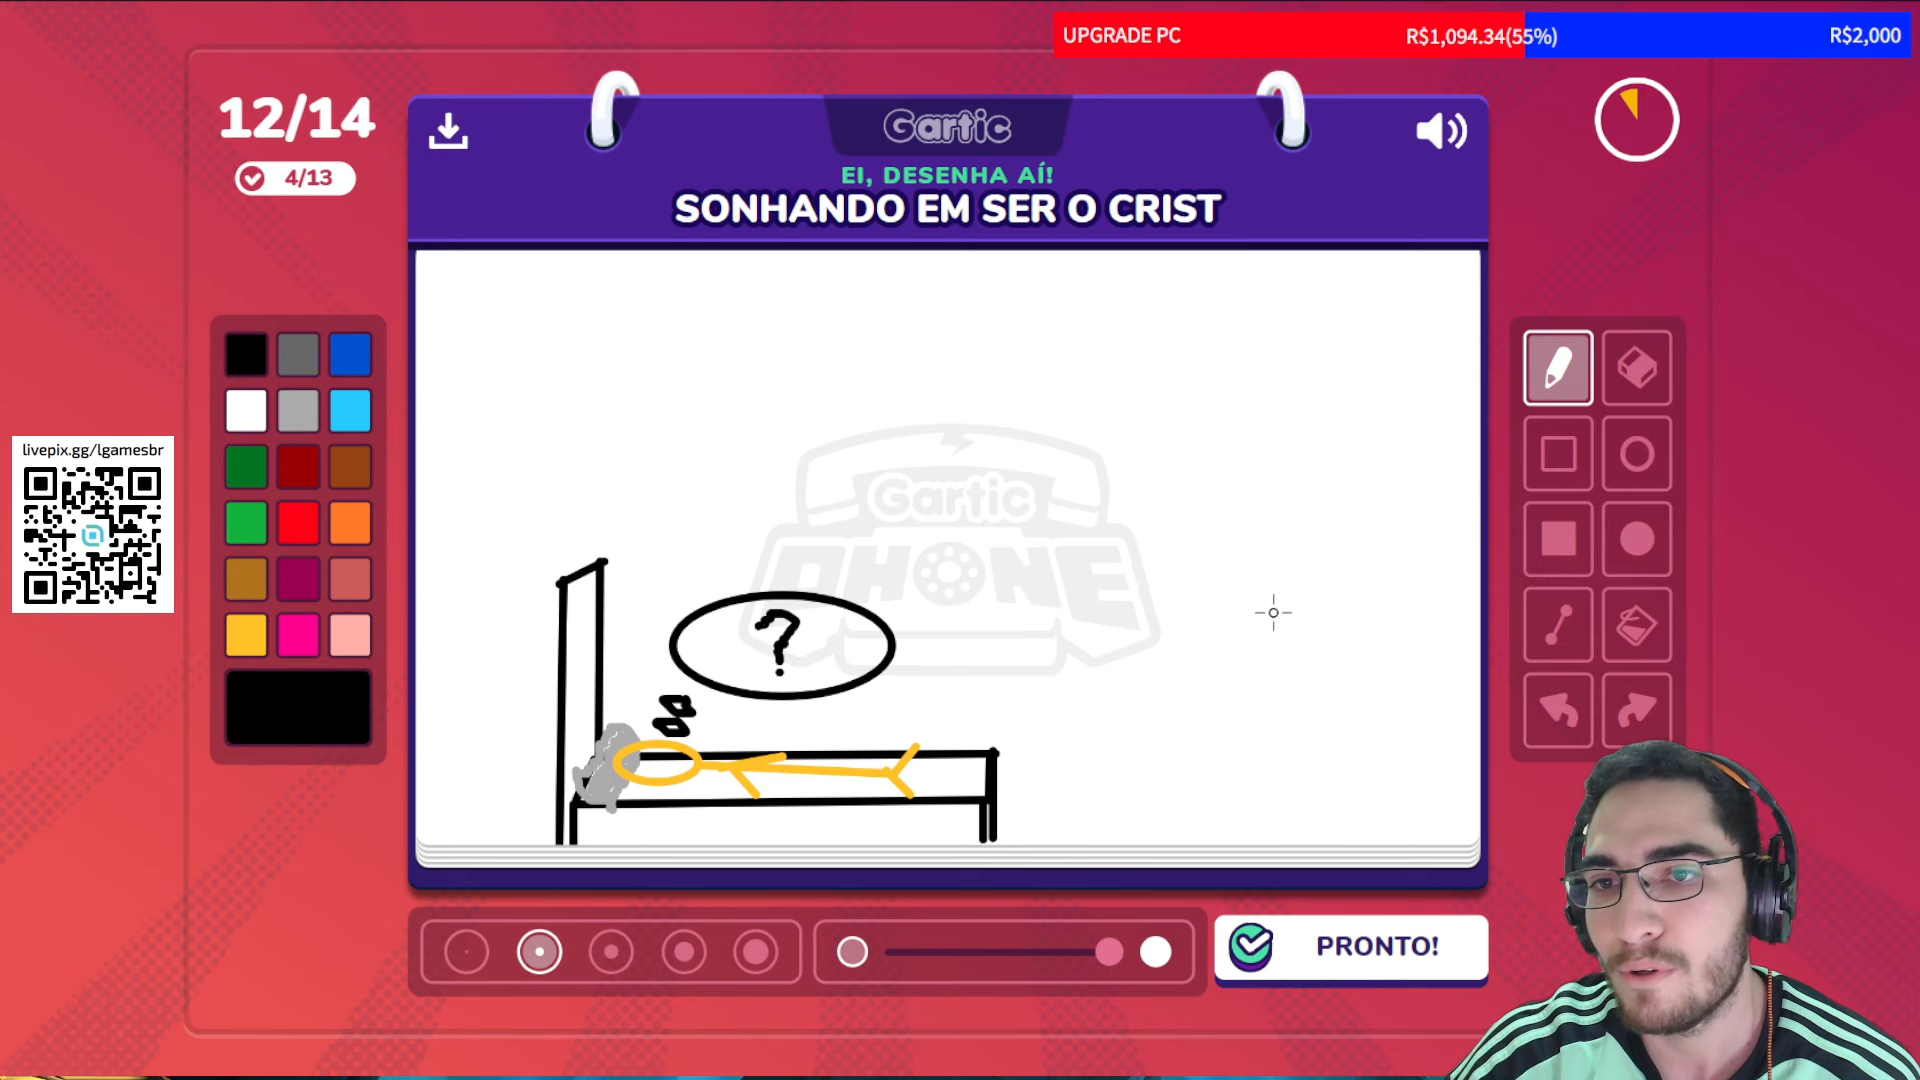 UPGRADE PC R$1,094.34(55%) R$2,000
12/14
4/13
Gartic
EI, DESENHA AÍ!
SONHANDO EM SER O CRIST
livepix.gg/lgamesbr
Gartic
PHONE
?
PRONTO!